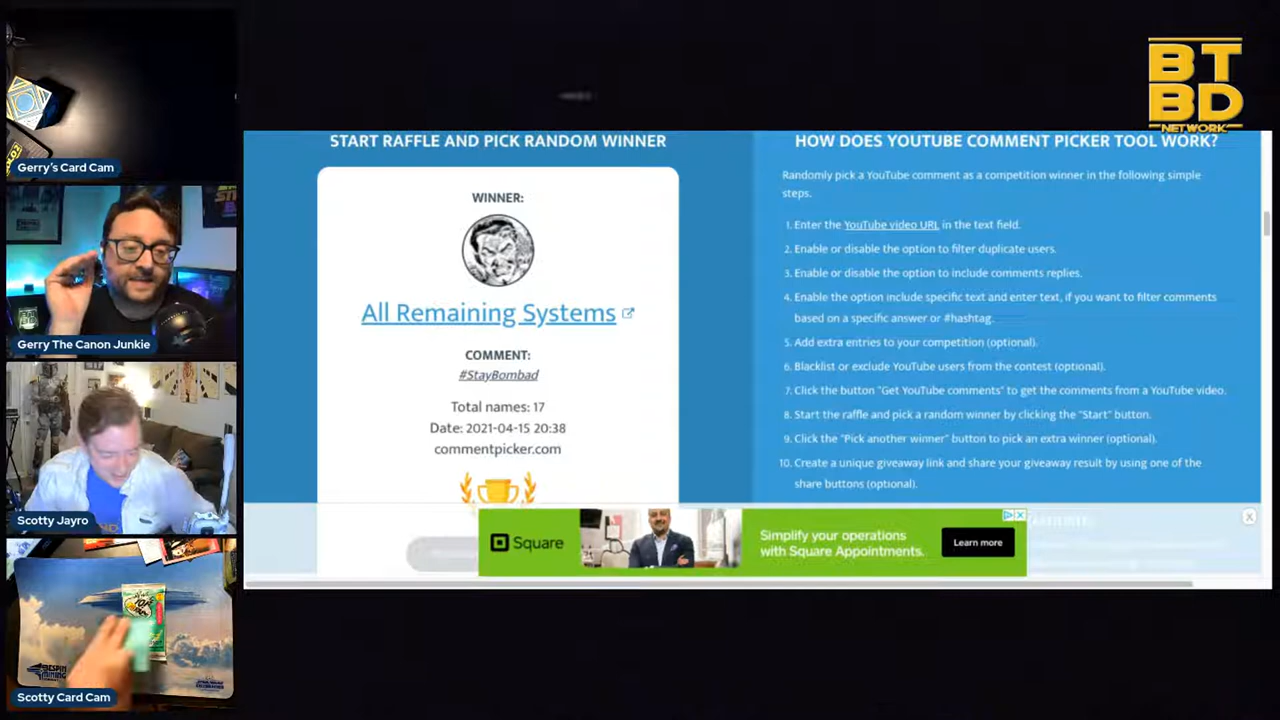 Gerry's Card Cam
Gerry The Canon Junkie
Scotty Jayro
Scotty Card Cam
BESPIN
MINING
BT
BD
NETWORK
START RAFFLE AND PICK RANDOM WINNER
WINNER:
All Remaining Systems
COMMENT:
#StayBombad
Total names: 17
Date: 2021-04-15 20:38
commentpicker.com
HOW DOES YOUTUBE COMMENT PICKER TOOL WORK?
Randomly pick a YouTube comment as a competition winner in the following simple
steps.
1. Enter the YouTube video URL in the text field.
2. Enable or disable the option to filter duplicate users.
3. Enable or disable the option to include comments replies.
4. Enable the option include specific text and enter text, if you want to filter comments
based on a specific answer or #hashtag.
5. Add extra entries to your competition (optional).
6. Blacklist or exclude YouTube users from the contest (optional).
7. Click the button "Get YouTube comments" to get the comments from a YouTube video.
8. Start the raffle and pick a random winner by clicking the "Start" button.
9. Click the "Pick another winner" button to pick an extra winner (optional).
10. Create a unique giveaway link and share your giveaway result by using one of the
share buttons (optional).
Square
Simplify your operations
with Square Appointments.
Learn more